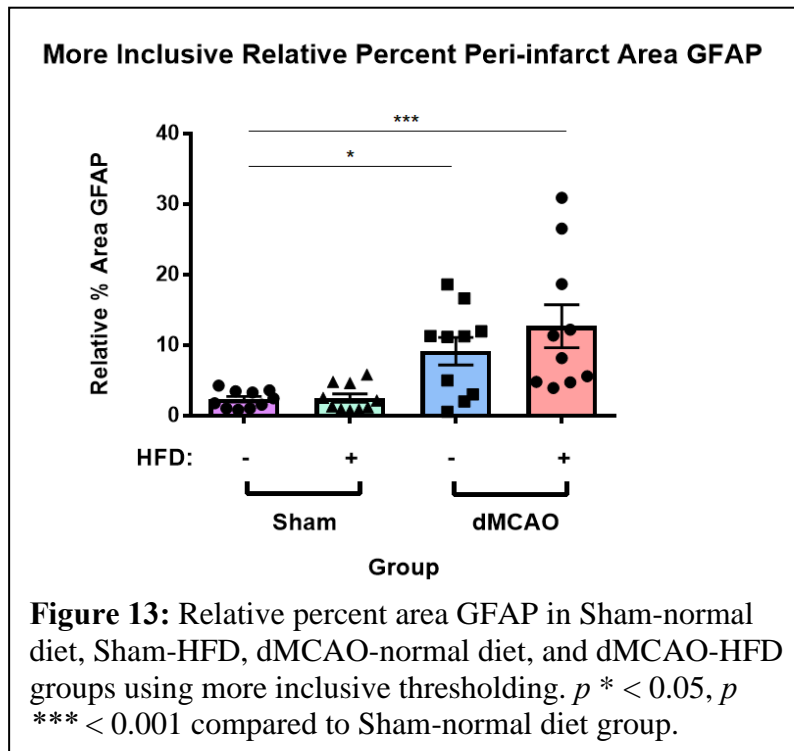 More Inclusive Relative Percent Peri-infarct Area GFAP
***
*
40
30
20
10
0
Relative % Area GFAP
HFD: - + - +
Sham dMCAO
Group
Figure 13: Relative percent area GFAP in Sham-normal
diet, Sham-HFD, dMCAO-normal diet, and dMCAO-HFD
groups using more inclusive thresholding. p * < 0.05, p
*** < 0.001 compared to Sham-normal diet group.